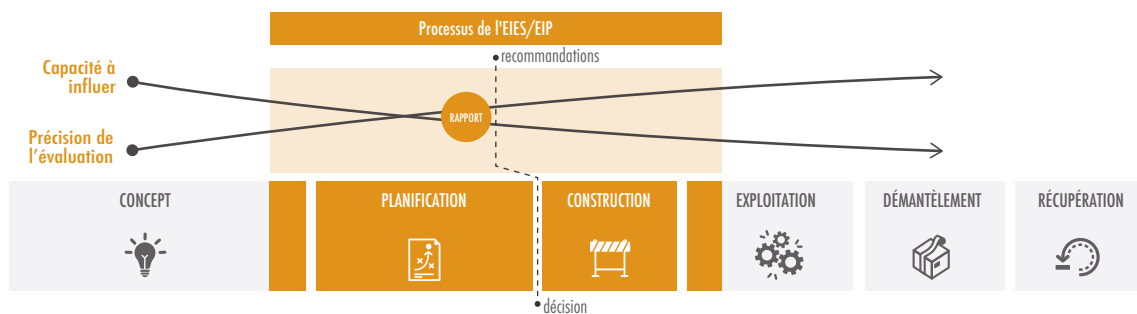 Processus de l'EIES/EIP
recommandations
Capacité à
influer
RAPPORT
Précision de
l'évaluation
CONCEPT
PLANIFICATION
CONSTRUCTION
EXPLOITATION
DÉMANTÈLEMENT
RÉCUPÉRATION
décision